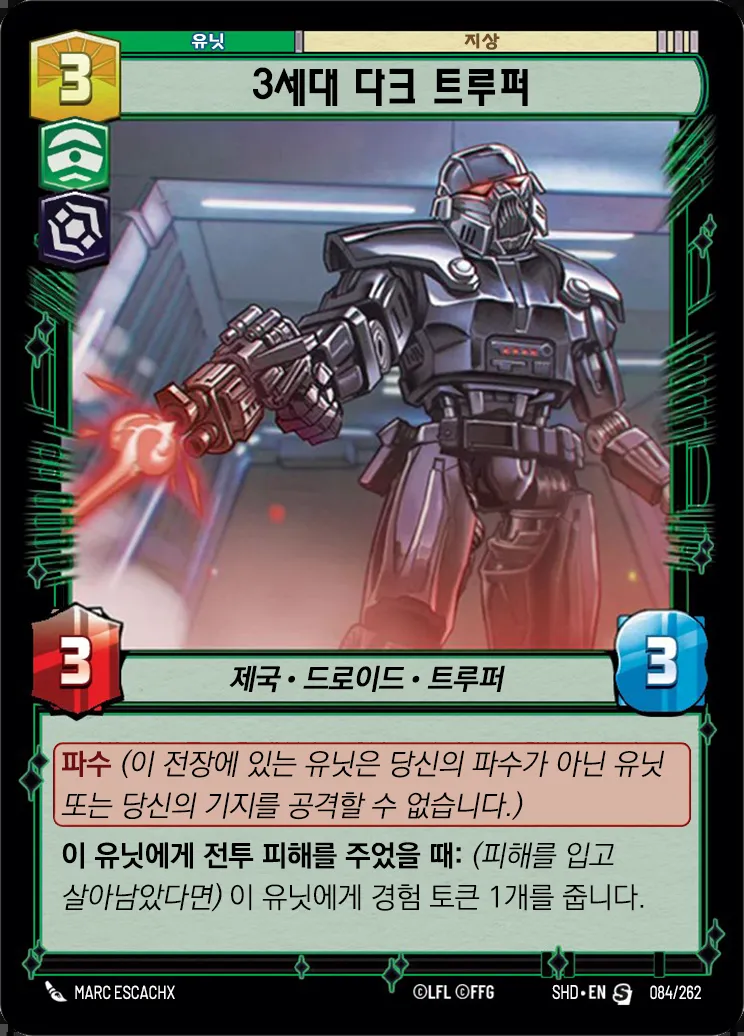 유닛
지상
3
3세대 다크 트루퍼
3
제국 • 드로이드 • 트루퍼
3
파수 (이 전장에 있는 유닛은 당신의 파수가 아닌 유닛
또는 당신의 기지를 공격할 수 없습니다.)
이 유닛에게 전투 피해를 주었을 때: (피해를 입고
살아남았다면) 이 유닛에게 경험 토큰 1개를 줍니다.
MARC ESCACHX
©LFL ©FFG
SHD • EN S 084/262